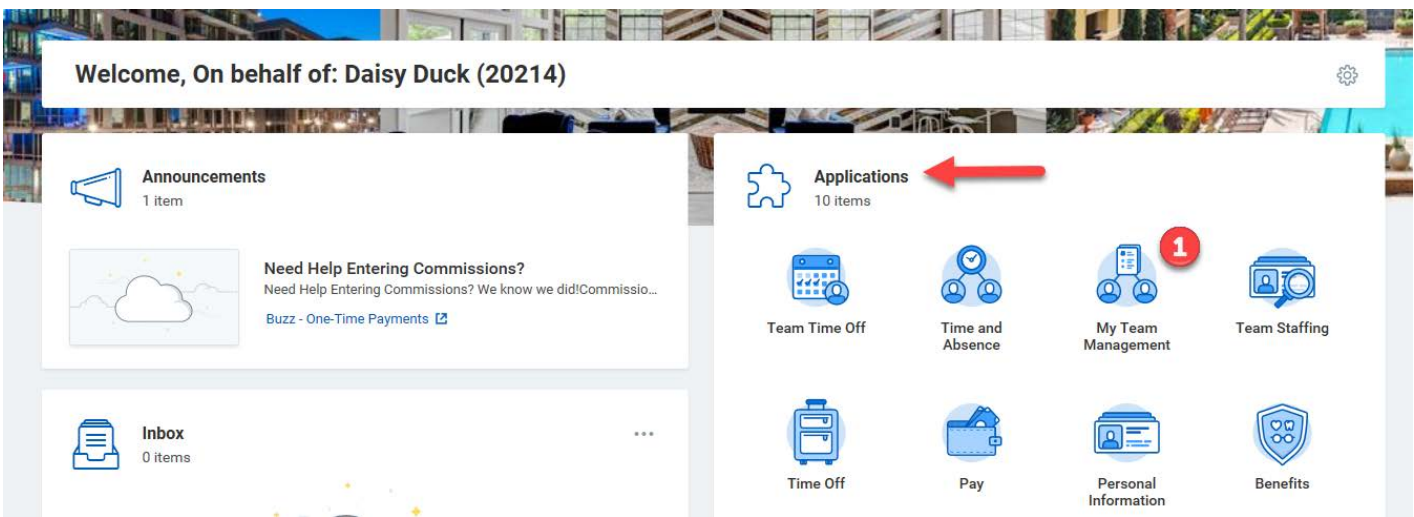 Welcome, On behalf of: Daisy Duck (20214)
Announcements
1 item
Need Help Entering Commissions?
Need Help Entering Commissions? We know we did!Commissio...
Buzz - One-Time Payments
Inbox
0 items
Applications
10 items
1
Team Time Off
Time and
Absence
My Team
Management
Team Staffing
Time Off
Pay
Personal
Information
Benefits